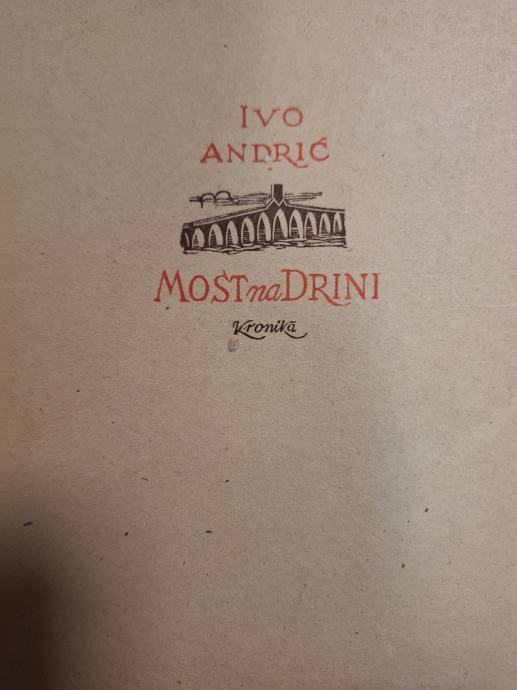 IVO
ANDRIĆ
MOST na DRINI
Kronika